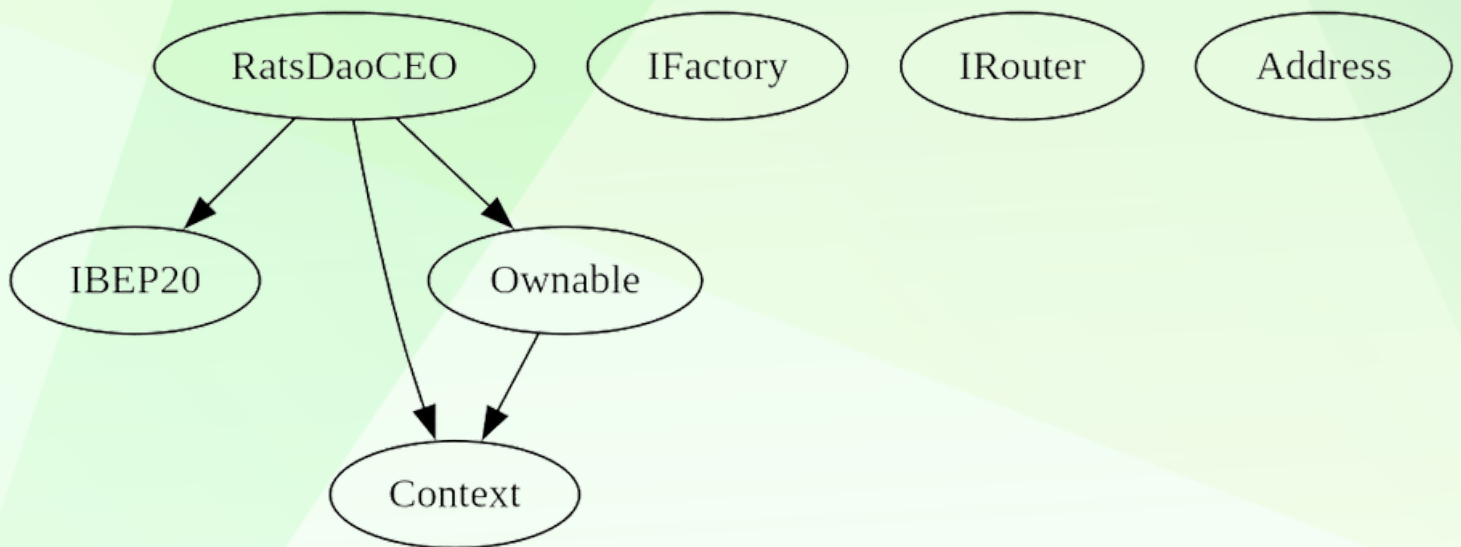 RatsDaoCEO
IFactory
IRouter
Address
IBEP20
Ownable
Context